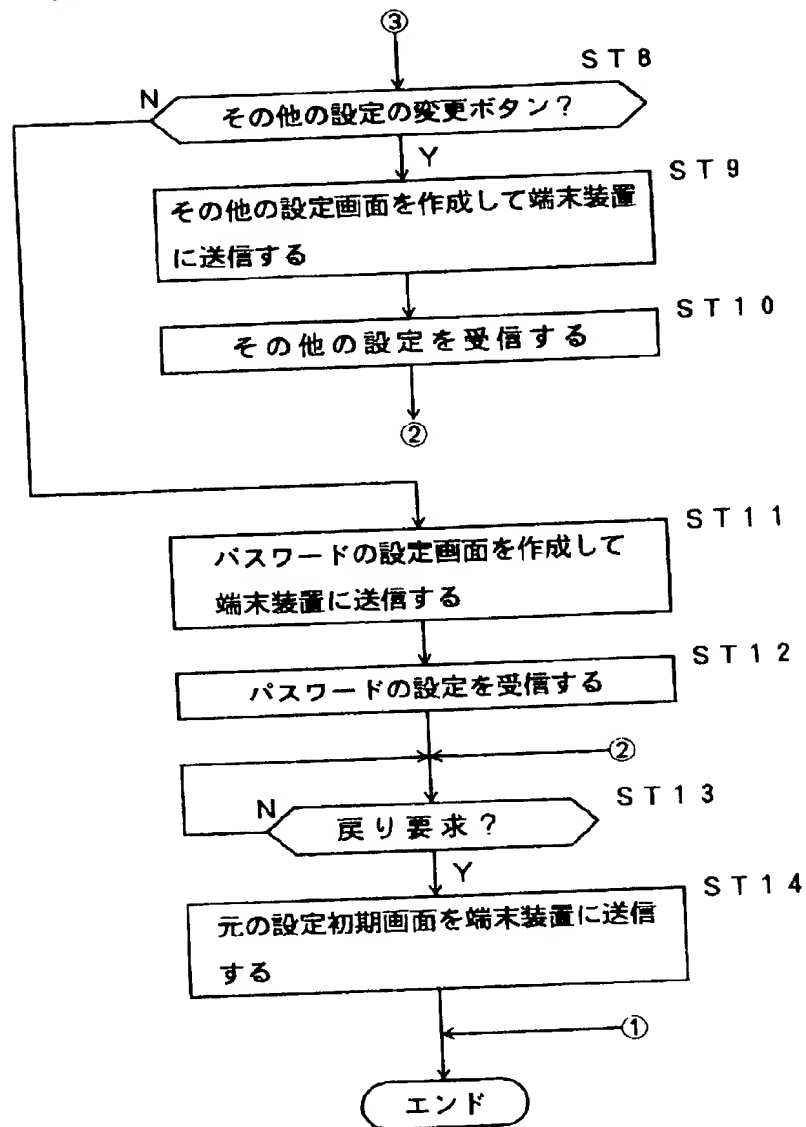 ③
ST8
N
その他の設定の変更ボタン?
Y
ST9
その他の設定画面を作成して端末装置
に送信する
ST10
その他の設定を受信する
②
ST11
パスワードの設定画面を作成して
端末装置に送信する
ST12
パスワードの設定を受信する
②
N
ST13
戻り要求?
Y
ST14
元の設定初期画面を端末装置に送信
する
①
エンド